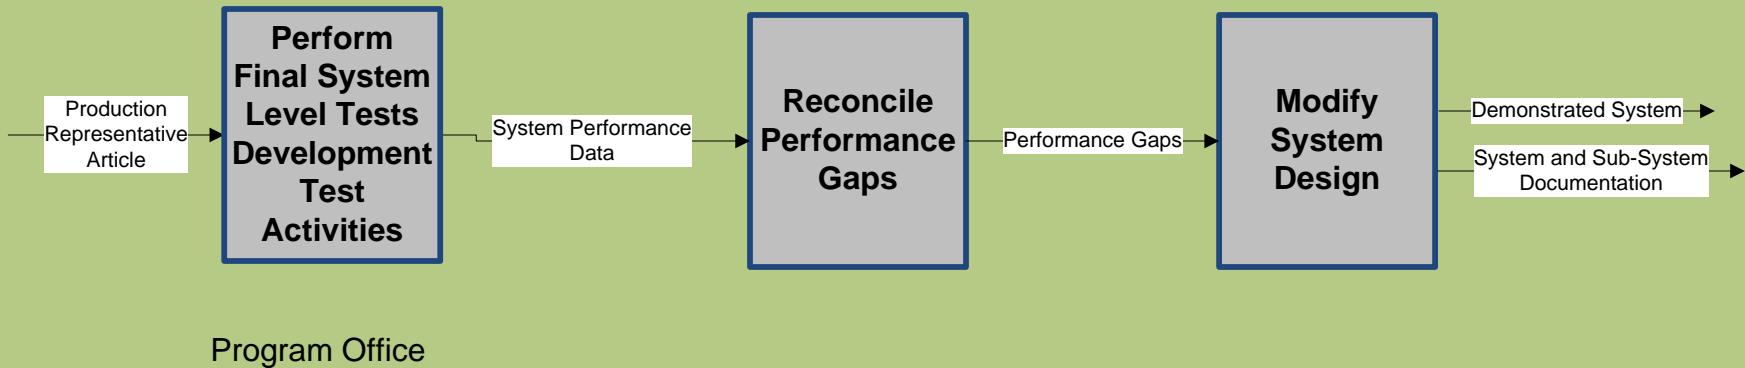 Production
Representative
Article
Perform
Final System
Level Tests
Development
Test
Activities
System Performance
Data
Reconcile
Performance
Gaps
Performance Gaps
Modify
System
Design
Demonstrated System
System and Sub-System
Documentation
Program Office